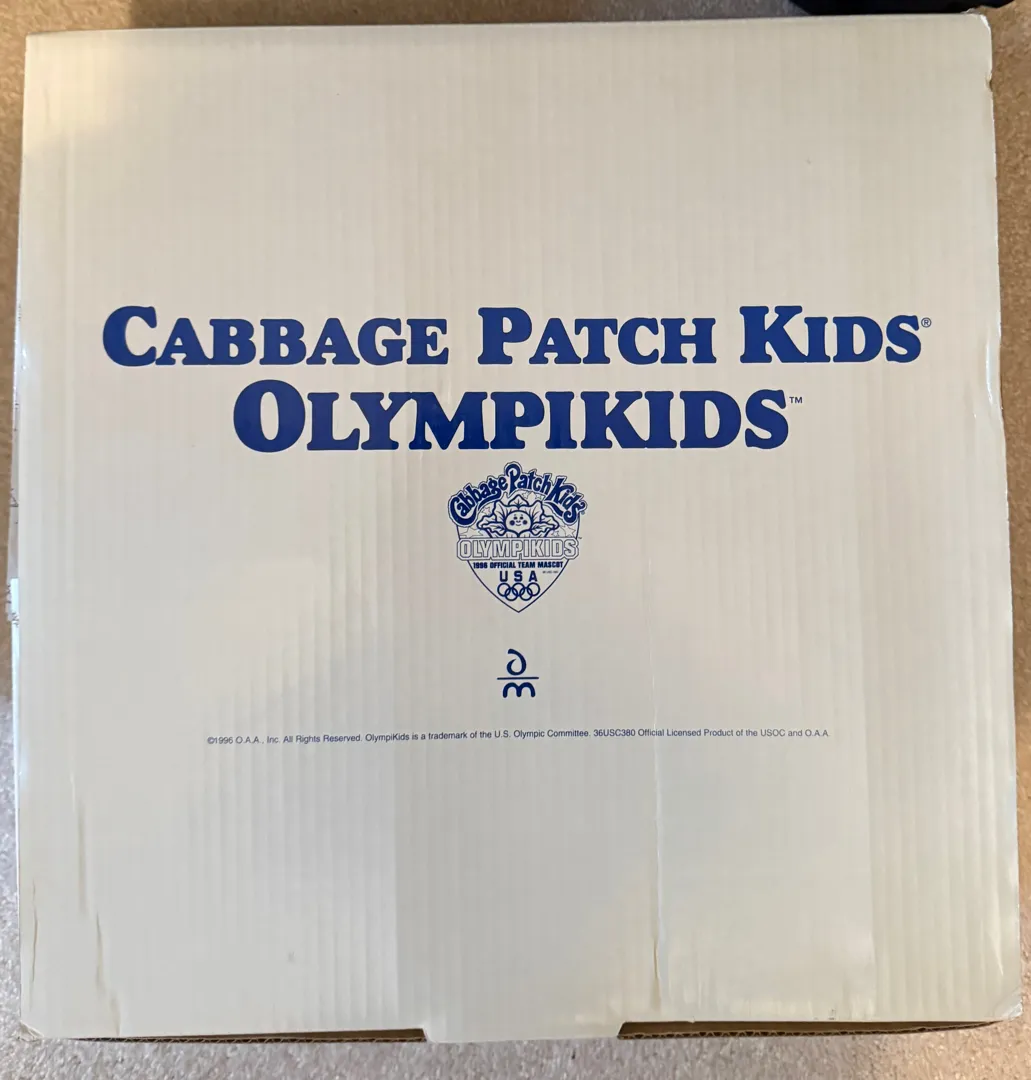 CABBAGE PATCH KIDS®
OLYMPIKIDS™
Cabbage Patch Kids
OLYMPIKIDS™
1996 OFFICIAL TEAM MASCOT
USA
©1996 O.A.A., Inc. All Rights Reserved. OlympiKids is a trademark of the U.S. Olympic Committee. 36USC380 Official Licensed Product of the USOC and O.A.A.